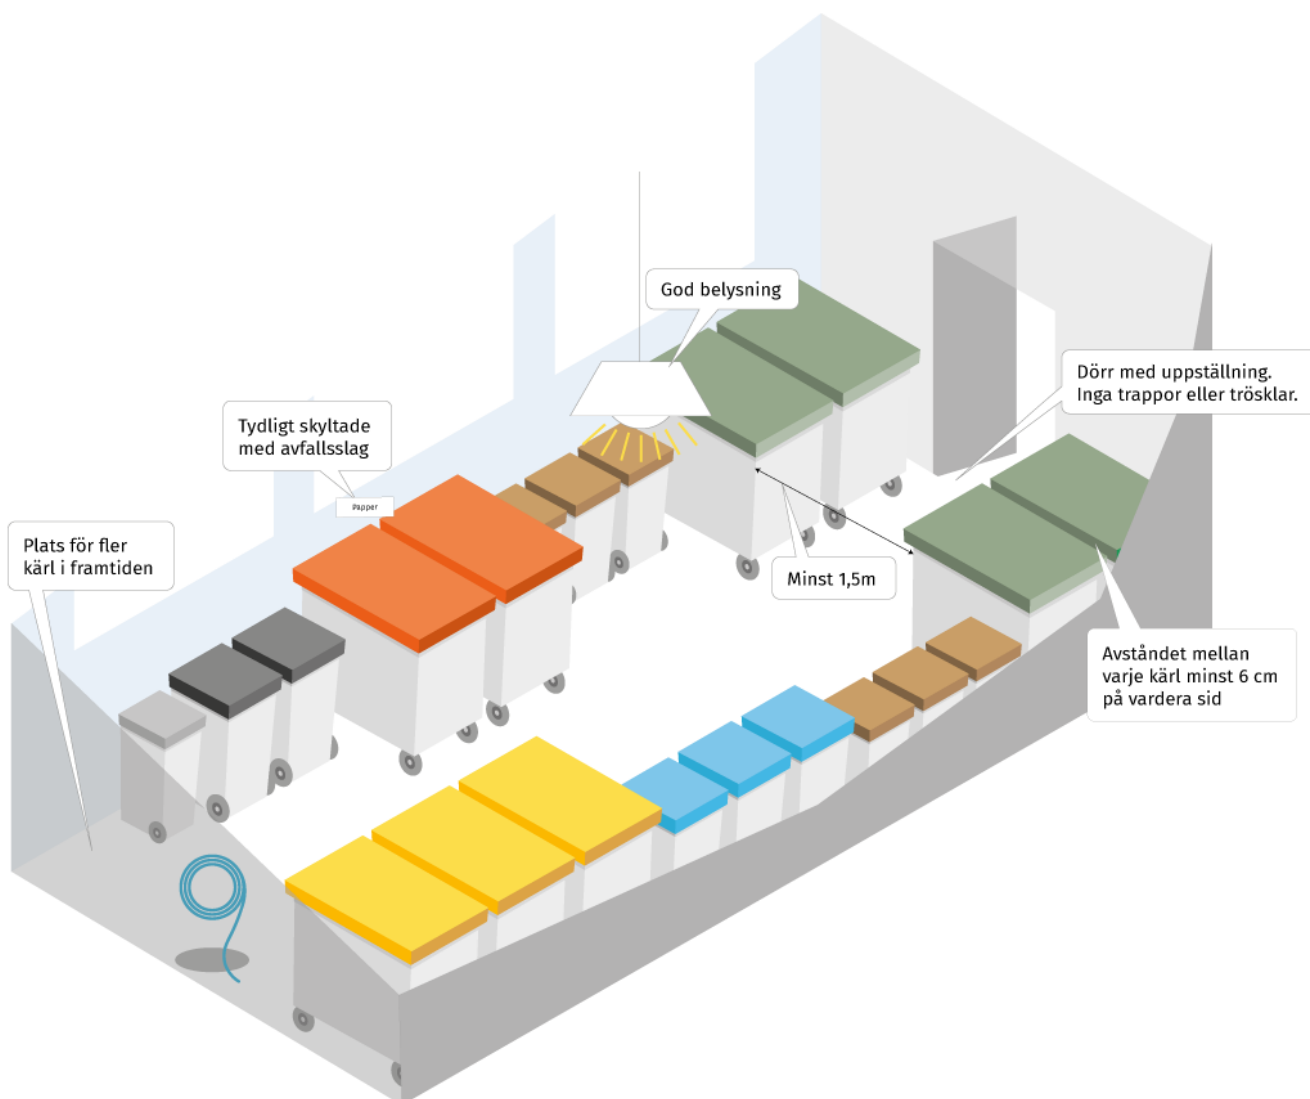 God belysning
Dörr med uppställning.
Inga trappor eller trösklar.
Tydligt skyltade
med avfallsslag
Papper
Plats för fler
kärl i framtiden
Minst 1,5m
Avståndet mellan
varje kärl minst 6 cm
på vardera sid